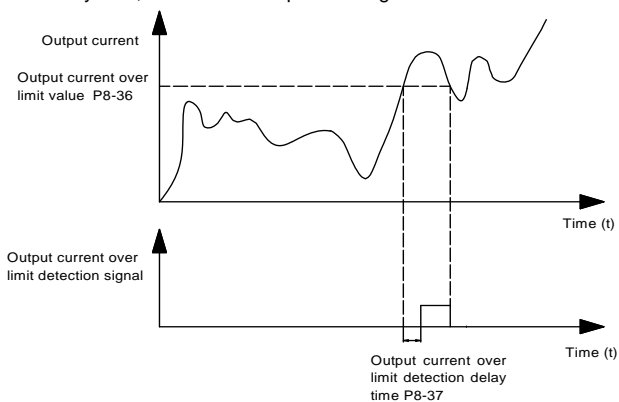 Output current
Output current over
limit value P8-36
Time (t)
Output current over
limit detection signal
Time (t)
Output current over
limit detection delay
time P8-37